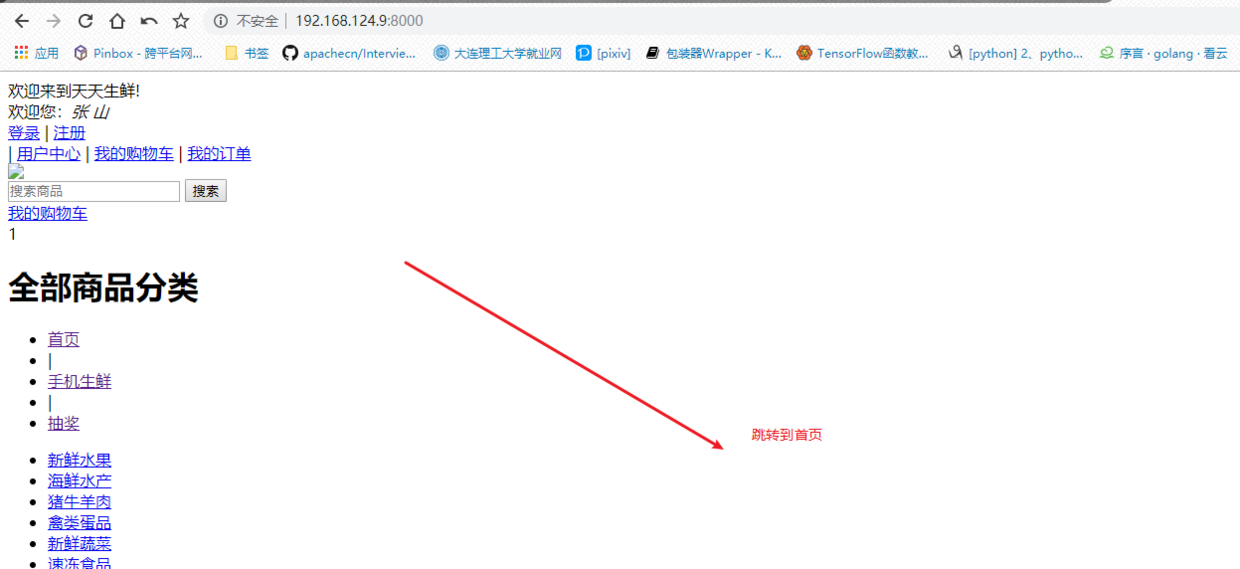 不安全 | 192.168.124.9:8000
应用 Pinbox - 跨平台网... 书签 apachecn/Intervie... 大连理工大学就业网 [pixiv] 包装器Wrapper - K... TensorFlow函数教... [python] 2、pytho... 序言 · golang · 看云
欢迎来到天天生鲜!
欢迎您：张 山
登录 | 注册
| 用户中心 | 我的购物车 | 我的订单
搜索商品 搜索
我的购物车
1
全部商品分类
首页
|
手机生鲜
|
抽奖
跳转到首页
新鲜水果
海鲜水产
猪牛羊肉
禽类蛋品
新鲜蔬菜
速冻食品